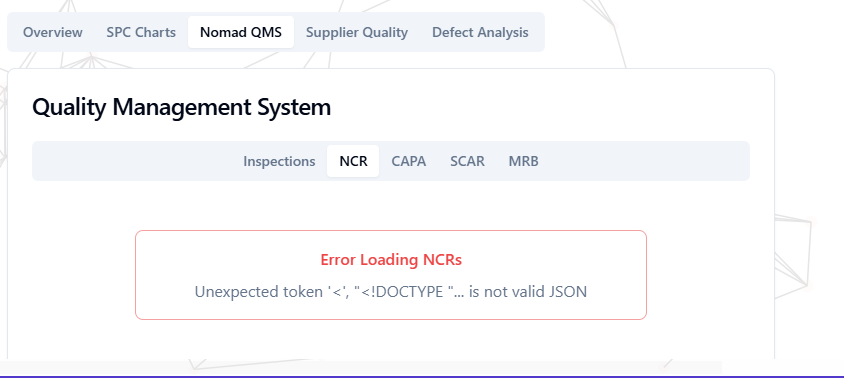 Overview SPC Charts Nomad QMS Supplier Quality Defect Analysis
Quality Management System
Inspections NCR CAPA SCAR MRB
Error Loading NCRs
Unexpected token '<', "<!DOCTYPE "... is not valid JSON